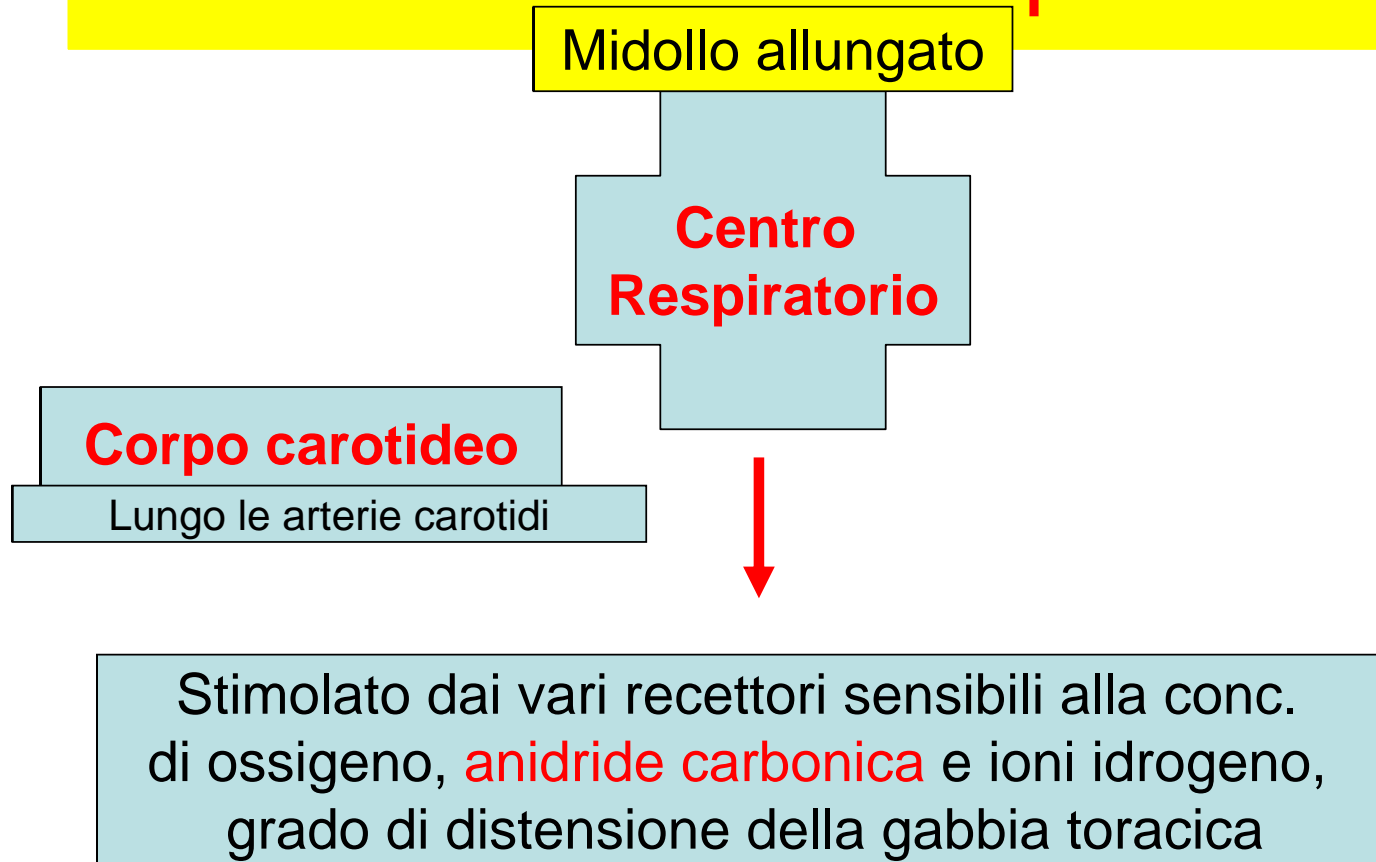 Midollo allungato
Centro
Respiratorio
Corpo carotideo
Lungo le arterie carotidi
Stimolato dai vari recettori sensibili alla conc.
di ossigeno, anidride carbonica e ioni idrogeno,
grado di distensione della gabbia toracica